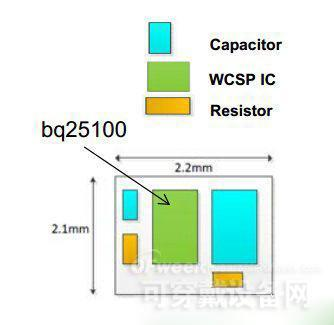 Capacitor
WCSP IC
Resistor
bq25100
2.2mm
2.1mm
可穿戴设备网